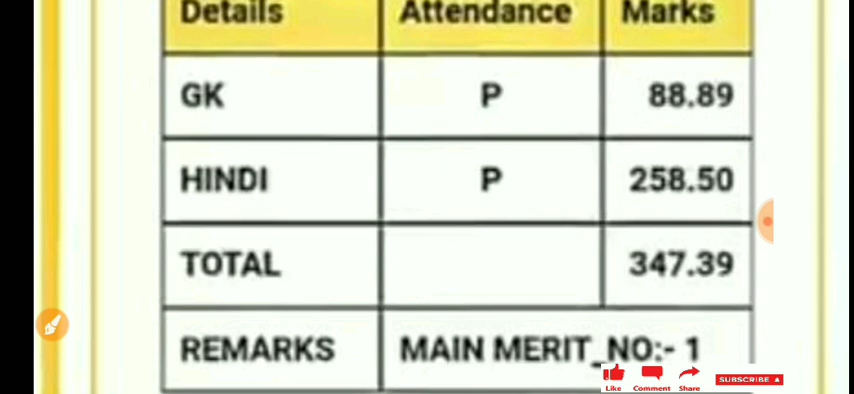 Details Attendance Marks
GK P 88.89
HINDI P 258.50
TOTAL 347.39
REMARKS MAIN MERIT_NO:- 1
Like Comment Share SUBSCRIBE